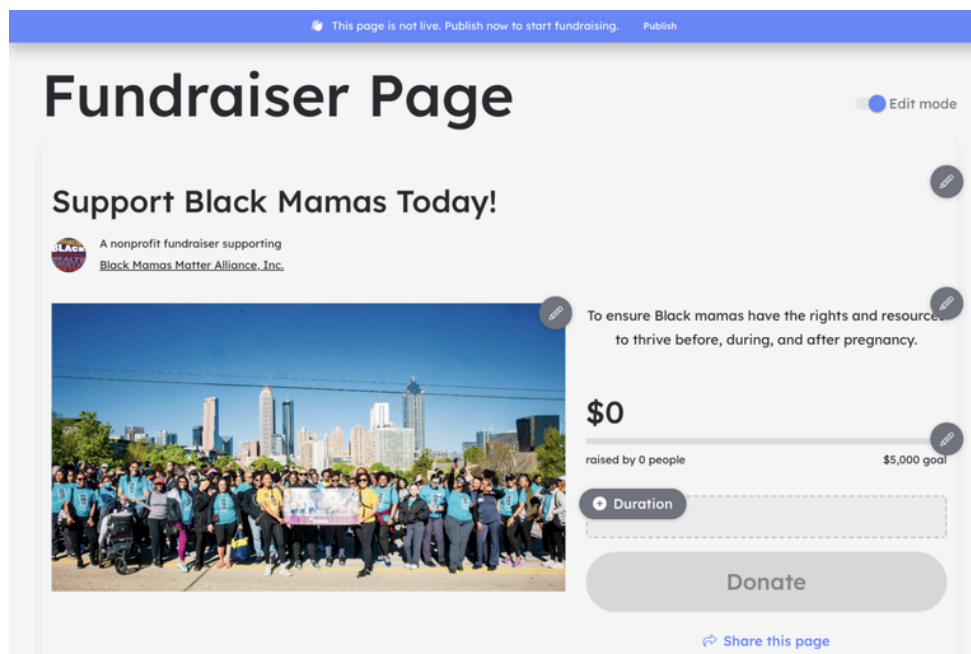 This page is not live. Publish now to start fundraising. Publish
Fundraiser Page
Edit mode
Support Black Mamas Today!
A nonprofit fundraiser supporting
Black Mamas Matter Alliance, Inc.
BLACK
HEALTH
To ensure Black mamas have the rights and resources
to thrive before, during, and after pregnancy.
$0
raised by 0 people
$5,000 goal
Duration
Donate
Share this page